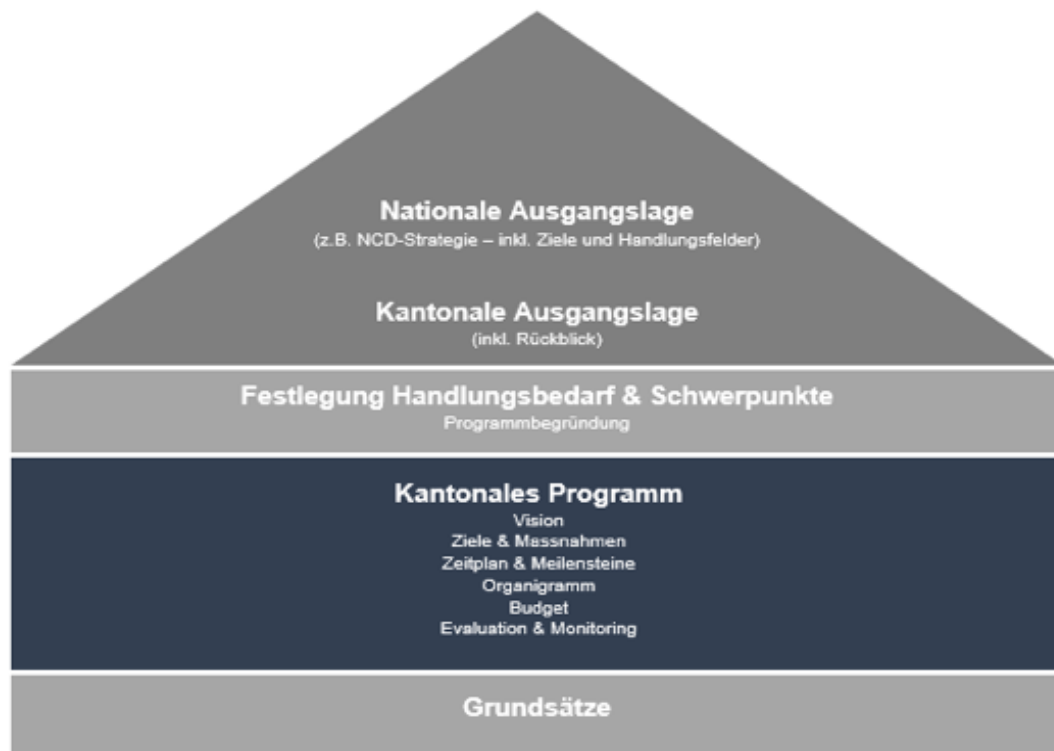 Nationale Ausgangslage
(z.B. NCD-Strategie – inkl. Ziele und Handlungsfelder)
Kantonale Ausgangslage
(inkl. Rückblick)
Festlegung Handlungsbedarf & Schwerpunkte
Programmbegründung
Kantonales Programm
Vision
Ziele & Massnahmen
Zeitplan & Meilensteine
Organigramm
Budget
Evaluation & Monitoring
Grundsätze